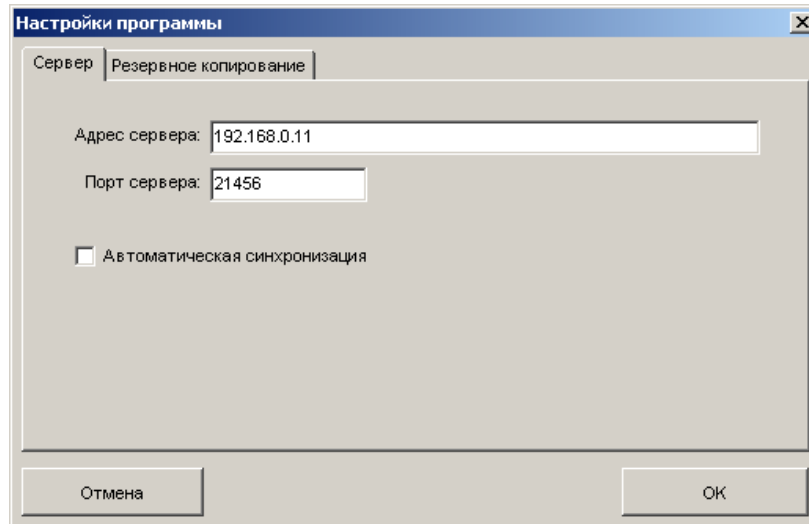 Настройки программы
Сервер Резервное копирование
Адрес сервера: 192.168.0.11
Порт сервера: 21456
Автоматическая синхронизация
Отмена OK